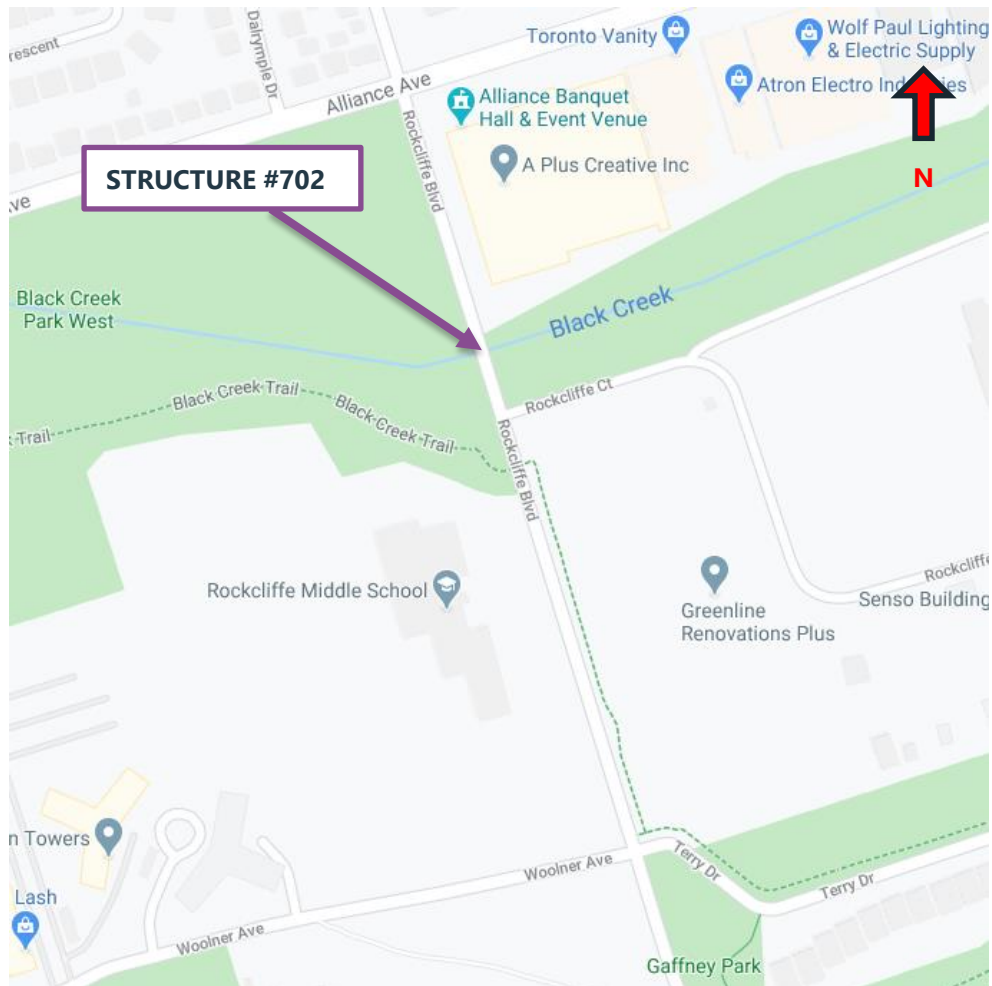 rescent
Dalrymple Dr
Toronto Vanity
Wolf Paul Lighting
& Electric Supply
Alliance Ave
Alliance Banquet
Hall & Event Venue
Atron Electro Ind
es
Rockcliffe Blvd
A Plus Creative Inc
N
STRUCTURE #702
ve
Black Creek
Park West
Black Creek
Black Creek Trail
Black Creek Trail
Trail
Rockcliffe Ct
Rockcliffe Blvd
Rockcliffe Middle School
Greenline
Renovations Plus
Rockcliffe
Senso Building
n Towers
Lash
Woolner Ave
Woolner Ave
Terry Dr
Terry Dr
Gaffney Park